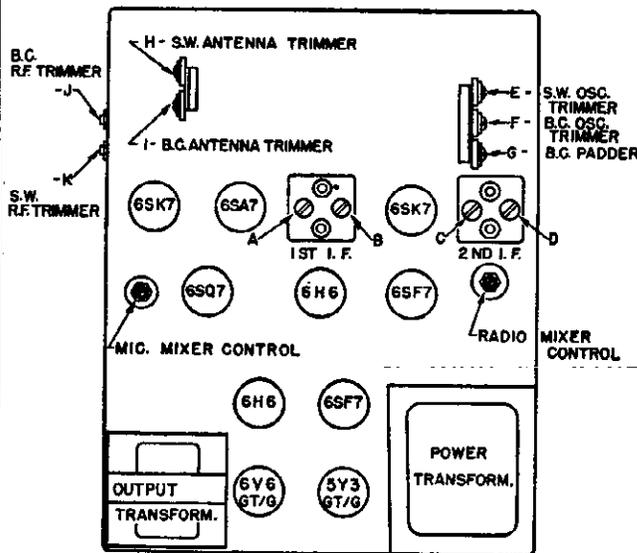 H- S.W. ANTENNA TRIMMER
B.C.
R.F. TRIMMER
-J
E- S.W. OSC.
TRIMMER
F- B.C. OSC.
TRIMMER
G- B.C. PADDER
I- B.C. ANTENNA TRIMMER
-K
S.W.
R.F. TRIMMER
6SK7
6SA7
A
B
6SK7
C
D
1ST I.F.
2ND I.F.
6SQ7
6H6
6SF7
MIC. MIXER CONTROL
RADIO MIXER
CONTROL
6H6
6SF7
POWER
TRANSFORM.
OUTPUT
TRANSFORM.
6V6
GT/G
5Y3
GT/G